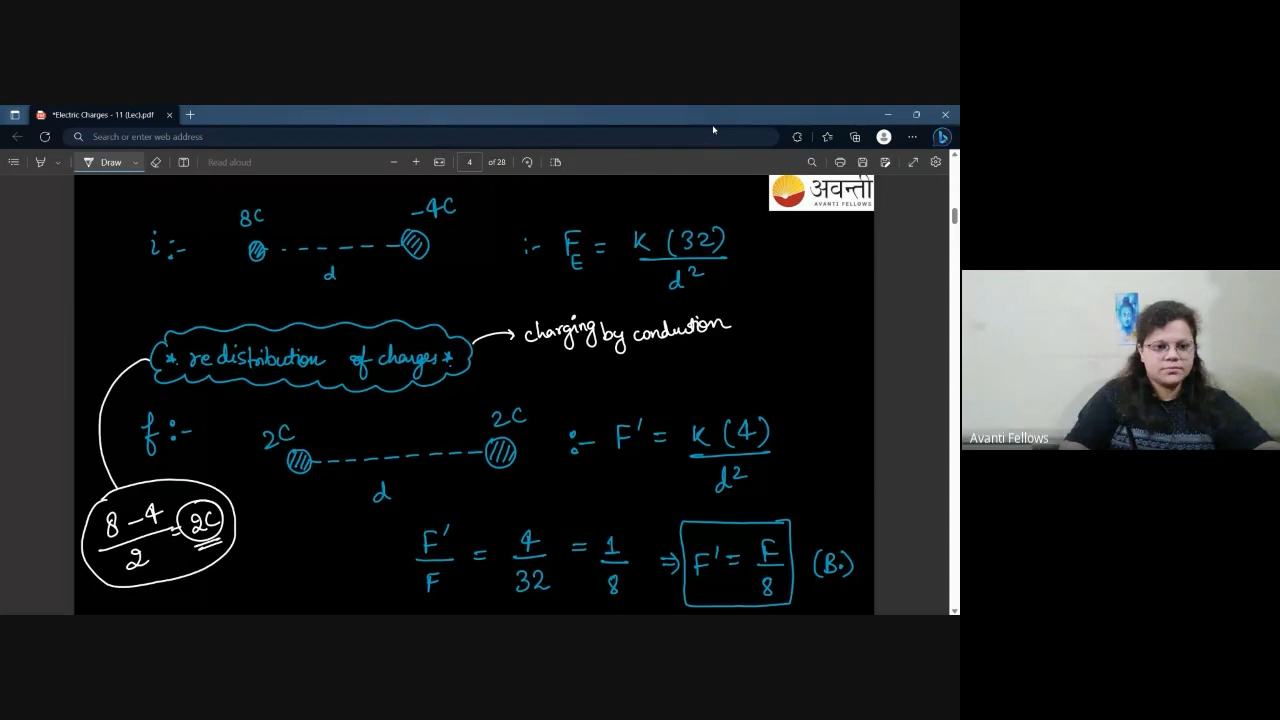 *Electric Charges - 11 (Lec).pdf
Search or enter web address
Draw
Read aloud
4 of 28
अवन्ती
AVANTI FELLOWS
8C
-4C
i :-
d
:- F_E = K (32) / d²
* re distribution of charges *
→ charging by conduction
f :-
2C
2C
d
:- F' = K (4) / d²
8 - 4 / 2 = 2C
F' / F = 4 / 32 = 1 / 8 ⇒ F' = F / 8 (B.)
Avanti Fellows